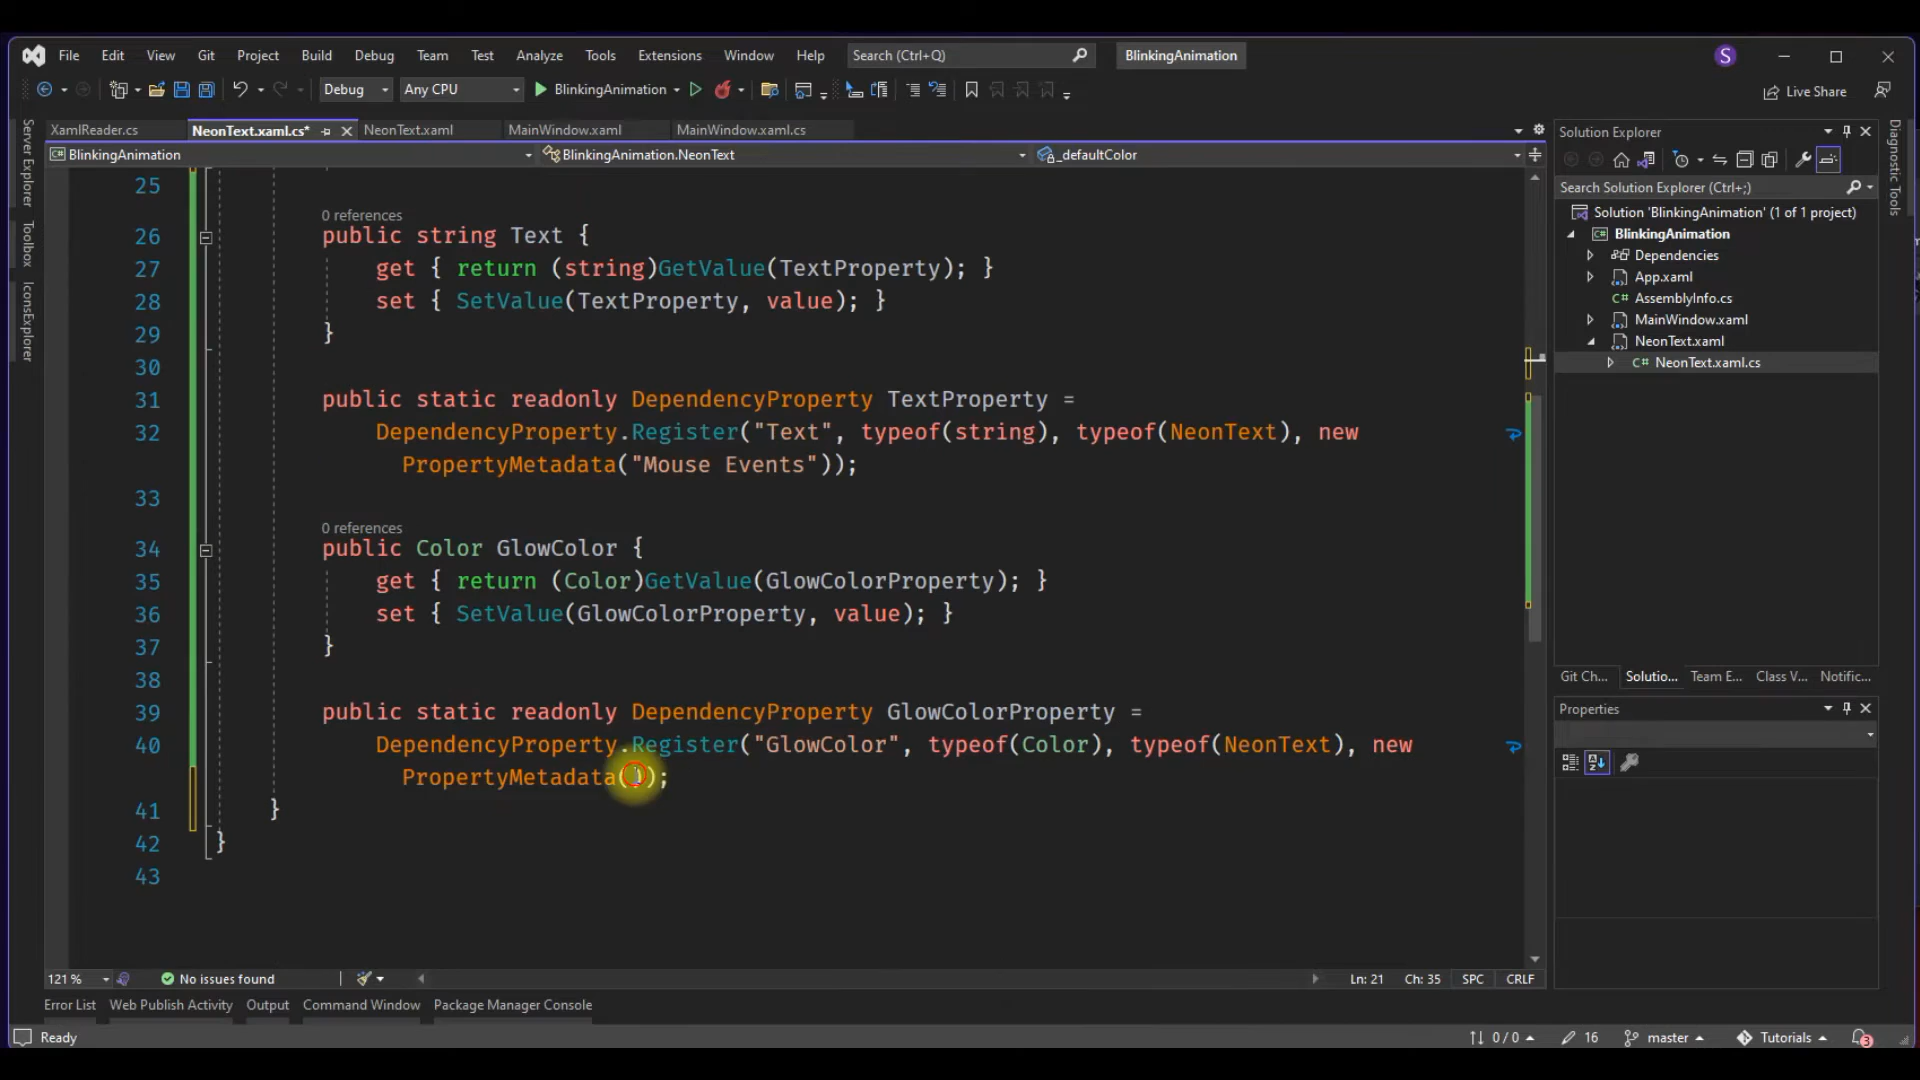 File Edit View Git Project Build Debug Team Test Analyze Tools Extensions Window Help Search (Ctrl+Q) BlinkingAnimation S
Debug Any CPU BlinkingAnimation Live Share
XamlReader.cs NeonText.xaml.cs* NeonText.xaml MainWindow.xaml MainWindow.xaml.cs
BlinkingAnimation BlinkingAnimation.NeonText _defaultColor
Server Explorer
Toolbox
IconsExplorer
25
0 references
26 public string Text {
27 get { return (string)GetValue(TextProperty); }
28 set { SetValue(TextProperty, value); }
29 }
30
31 public static readonly DependencyProperty TextProperty =
32 DependencyProperty.Register("Text", typeof(string), typeof(NeonText), new
PropertyMetadata("Mouse Events"));
33
0 references
34 public Color GlowColor {
35 get { return (Color)GetValue(GlowColorProperty); }
36 set { SetValue(GlowColorProperty, value); }
37 }
38
39 public static readonly DependencyProperty GlowColorProperty =
40 DependencyProperty.Register("GlowColor", typeof(Color), typeof(NeonText), new
PropertyMetadata());
41 }
42 }
43
121 % No issues found Ln: 21 Ch: 35 SPC CRLF
Error List Web Publish Activity Output Command Window Package Manager Console
Ready 0 / 0 16 master Tutorials 3
Solution Explorer
Search Solution Explorer (Ctrl+;)
Solution 'BlinkingAnimation' (1 of 1 project)
BlinkingAnimation
Dependencies
App.xaml
C# AssemblyInfo.cs
MainWindow.xaml
NeonText.xaml
C# NeonText.xaml.cs
Git Ch... Solutio... Team E... Class V... Notific...
Properties
Diagnostic Tools